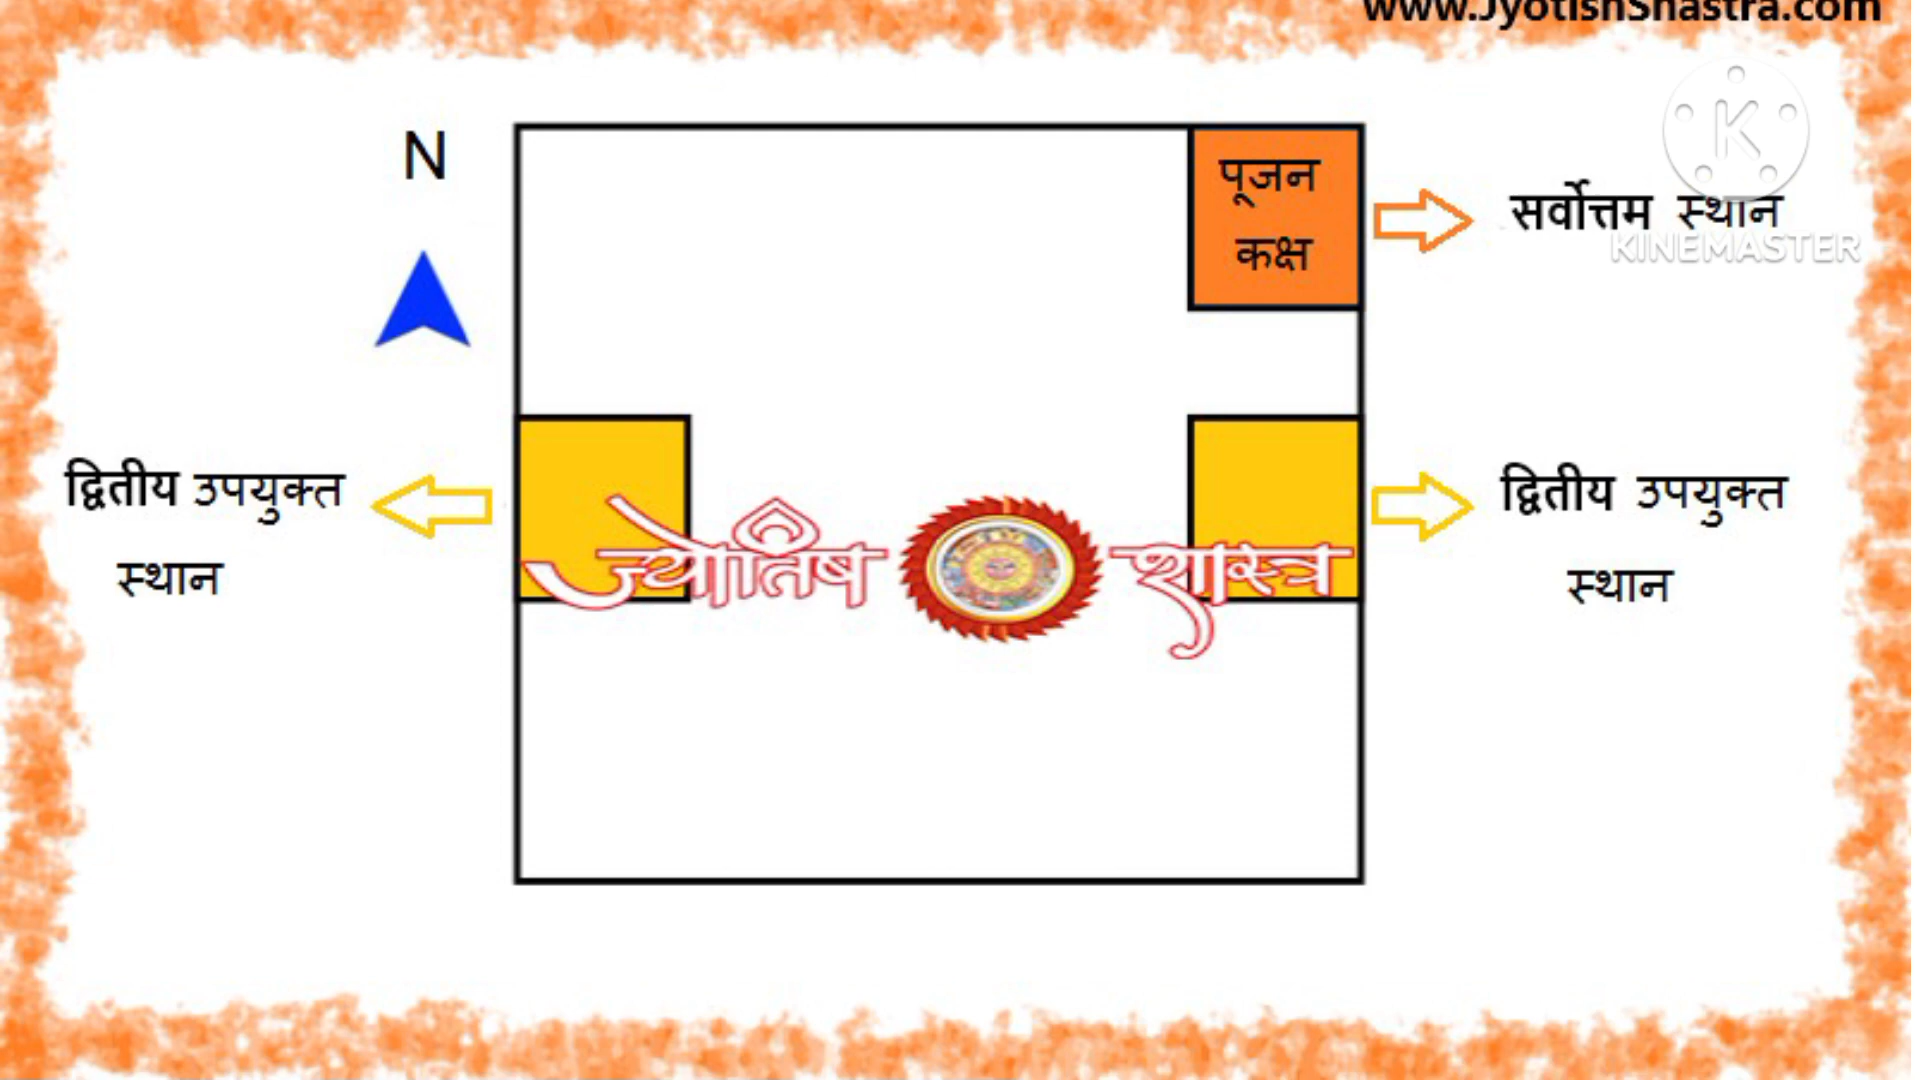 www.JyotishShastra.com
N
पूजन
कक्ष
सर्वोत्तम स्थान
KINEMASTER
द्वितीय उपयुक्त
स्थान
ज्योतिष शास्त्र
द्वितीय उपयुक्त
स्थान